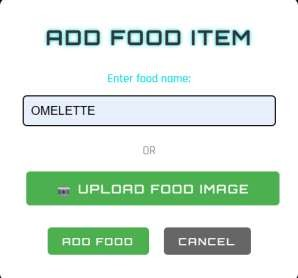 ADD FOOD ITEM
Enter food name:
OMELETTE
OR
📷 UPLOAD FOOD IMAGE
ADD FOOD CANCEL